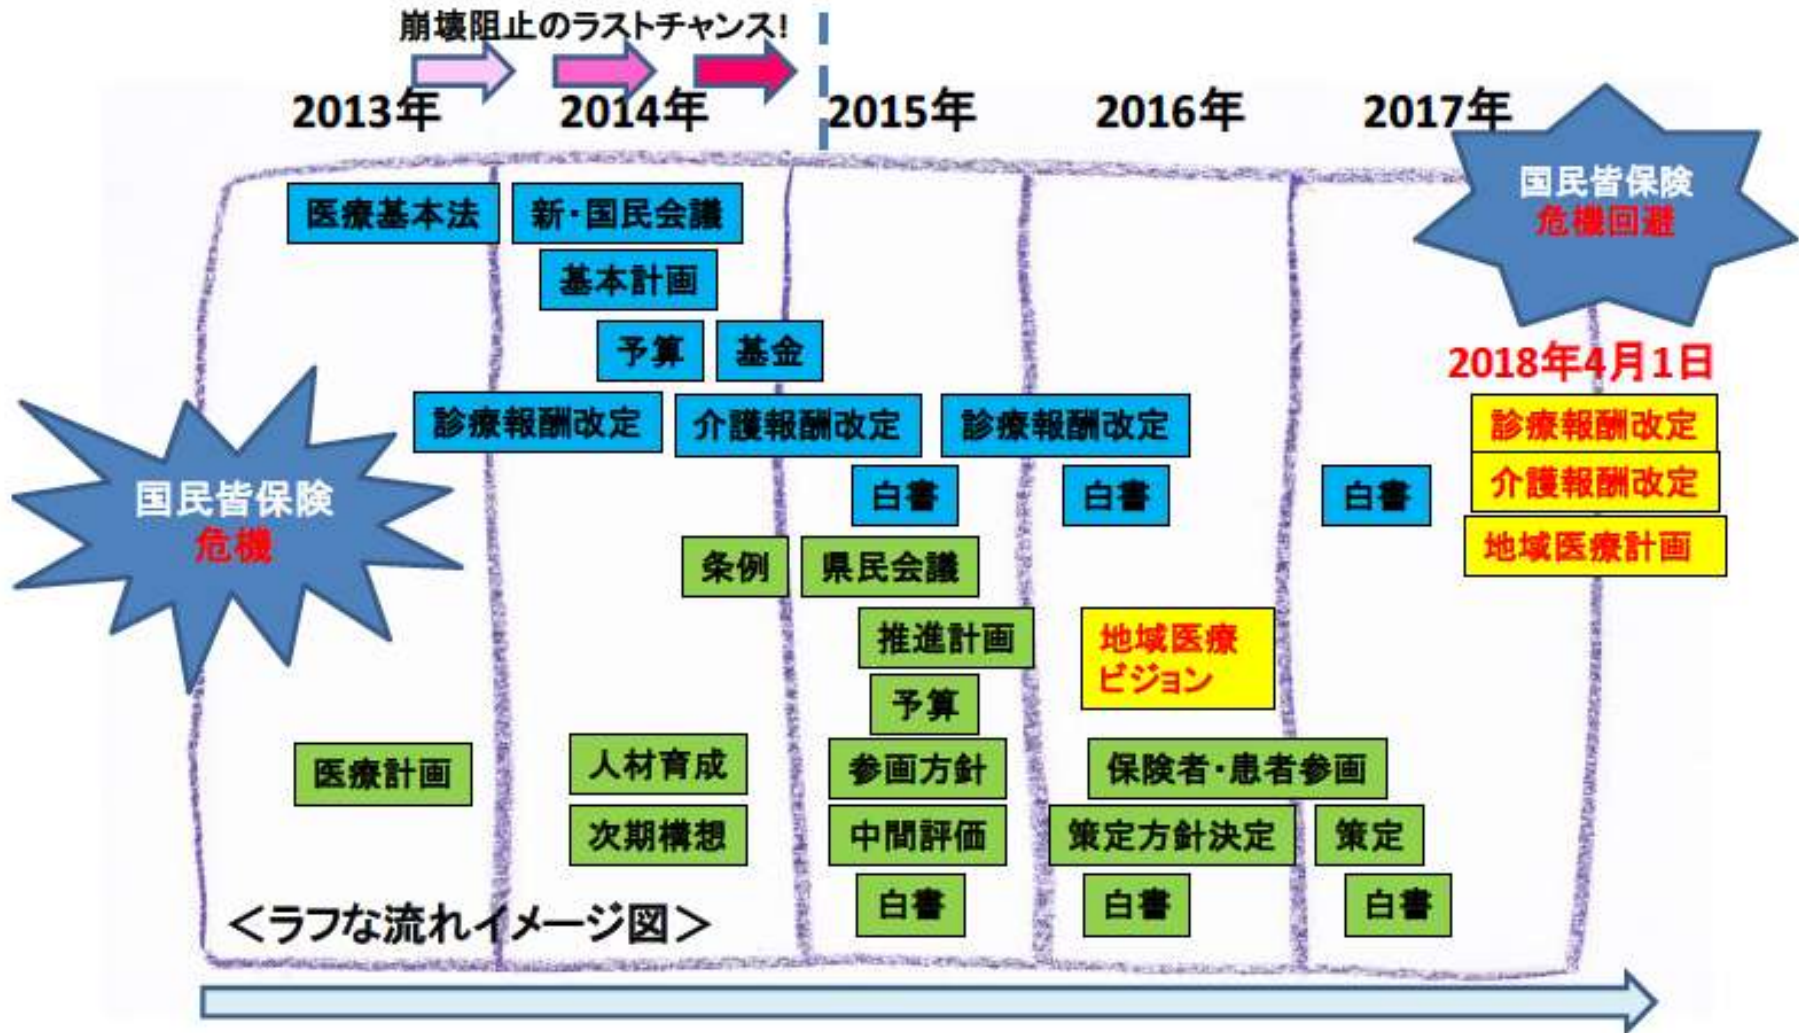 崩壊阻止のラストチャンス!
2013年
2014年
2015年
2016年
2017年
国民皆保険
危機回避
医療基本法
新・国民会議
基本計画
予算
基金
2018年4月1日
診療報酬改定
介護報酬改定
診療報酬改定
診療報酬改定
国民皆保険
危機
白書
白書
白書
介護報酬改定
地域医療計画
条例
県民会議
推進計画
地域医療
ビジョン
予算
医療計画
人材育成
参画方針
保険者・患者参画
次期構想
中間評価
策定方針決定
策定
白書
白書
白書
＜ラフな流れイメージ図＞